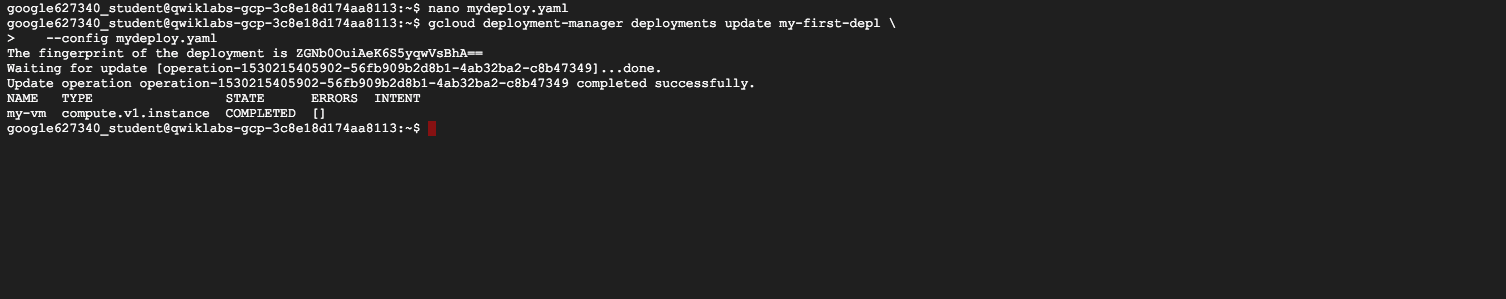 google627340_student@qwiklabs-gcp-3c8e18d174aa8113:~$ nano mydeploy.yaml
google627340_student@qwiklabs-gcp-3c8e18d174aa8113:~$ gcloud deployment-manager deployments update my-first-depl \
>    --config mydeploy.yaml
The fingerprint of the deployment is ZGNb0OuiAeK6S5yqwVsBhA==
Waiting for update [operation-1530215405902-56fb909b2d8b1-4ab32ba2-c8b47349]...done.
Update operation operation-1530215405902-56fb909b2d8b1-4ab32ba2-c8b47349 completed successfully.
NAME   TYPE                 STATE      ERRORS  INTENT
my-vm  compute.v1.instance  COMPLETED  []
google627340_student@qwiklabs-gcp-3c8e18d174aa8113:~$